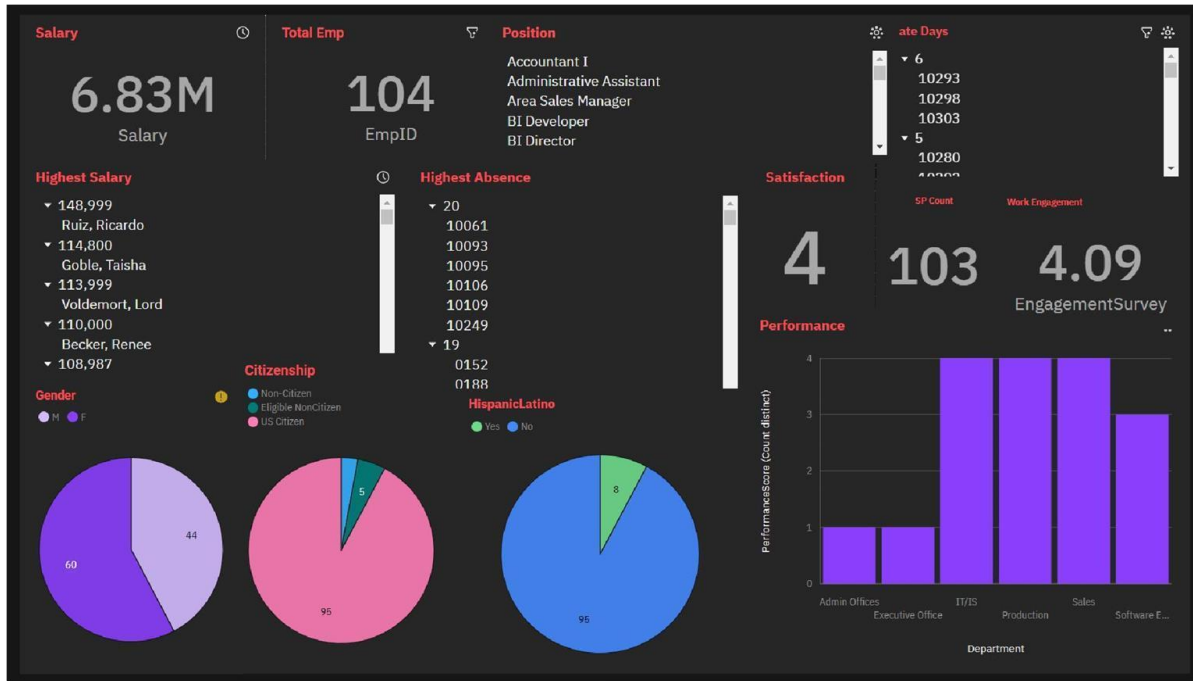 Salary
6.83M
Salary
Total Emp
104
EmpID
Position
Accountant I
Administrative Assistant
Area Sales Manager
BI Developer
BI Director
ate Days
6
10293
10298
10303
5
10280
Highest Salary
148,999
Ruiz, Ricardo
114,800
Goble, Taisha
113,999
Voldemort, Lord
110,000
Becker, Renee
108,987
Highest Absence
20
10061
10093
10095
10106
10109
10249
19
0152
0188
Satisfaction
4
SP Count
103
Work Engagement
4.09
EngagementSurvey
Gender
M F
44
60
Citizenship
Non-Citizen
Eligible NonCitizen
US Citizen
5
95
HispanicLatino
Yes No
8
95
Performance
PerformanceScore (Count distinct)
4
3
2
1
0
Admin Offices
Executive Office
IT/IS
Production
Sales
Software E...
Department